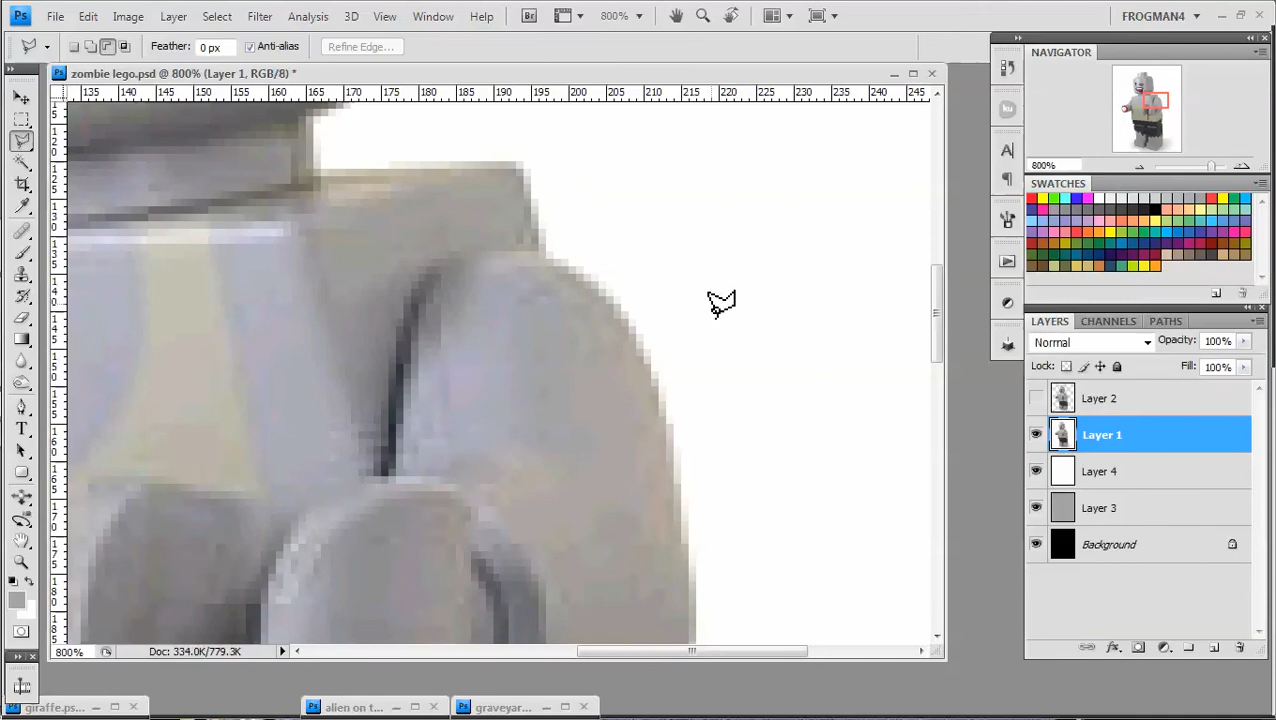 Ps File Edit Image Layer Select Filter Analysis 3D View Window Help Br 800% FROGMAN4
Feather: 0 px Anti-alias Refine Edge...
Ps zombie lego.psd @ 800% (Layer 1, RGB/8) *
135 140 145 150 155 160 165 170 175 180 185 190 195 200 205 210 215 220 225 230 235 240 245
NAVIGATOR
ku
800%
SWATCHES
LAYERS CHANNELS PATHS
Normal Opacity: 100%
Lock: Fill: 100%
Layer 2
Layer 1
Layer 4
Layer 3
Background
800% Doc: 334.0K/779.3K
giraffe.ps... Ps alien on t... Ps graveyar...